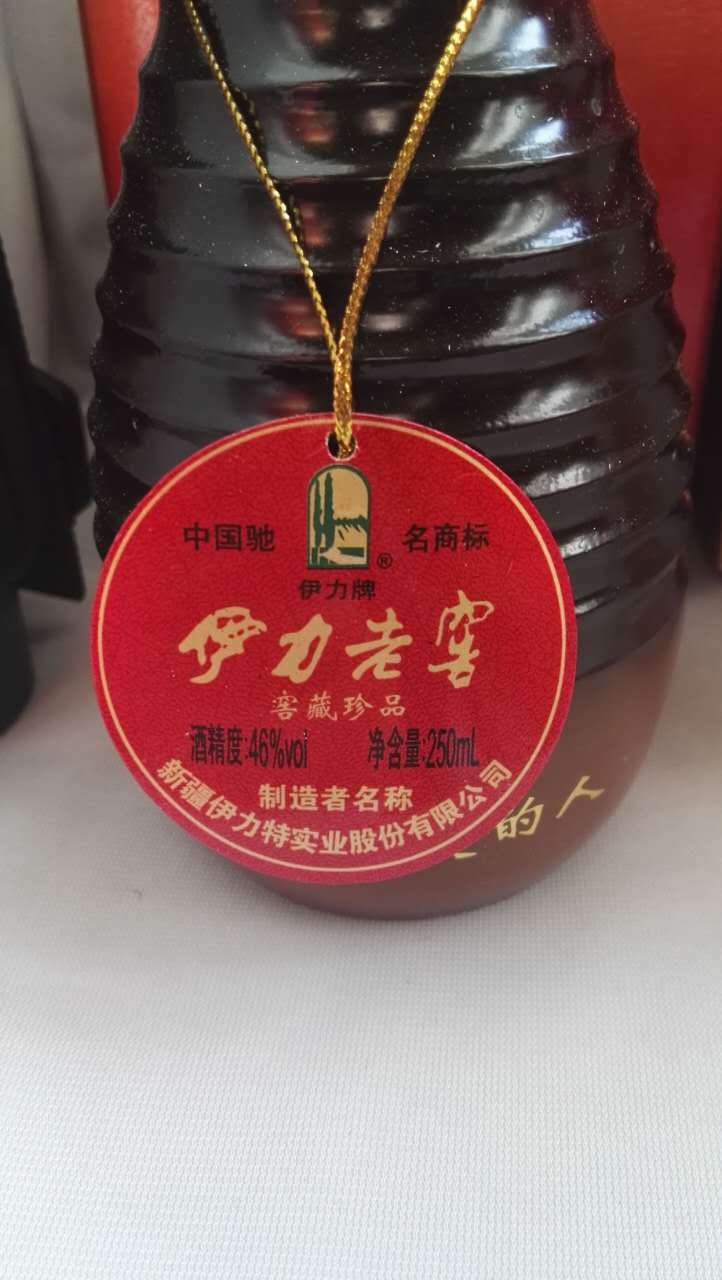 中国驰 名商标
®
伊力牌
伊力老窖
窖藏珍品
酒精度:46%vol 净含量:250mL
制造者名称
新疆伊力特实业股份有限公司
的人